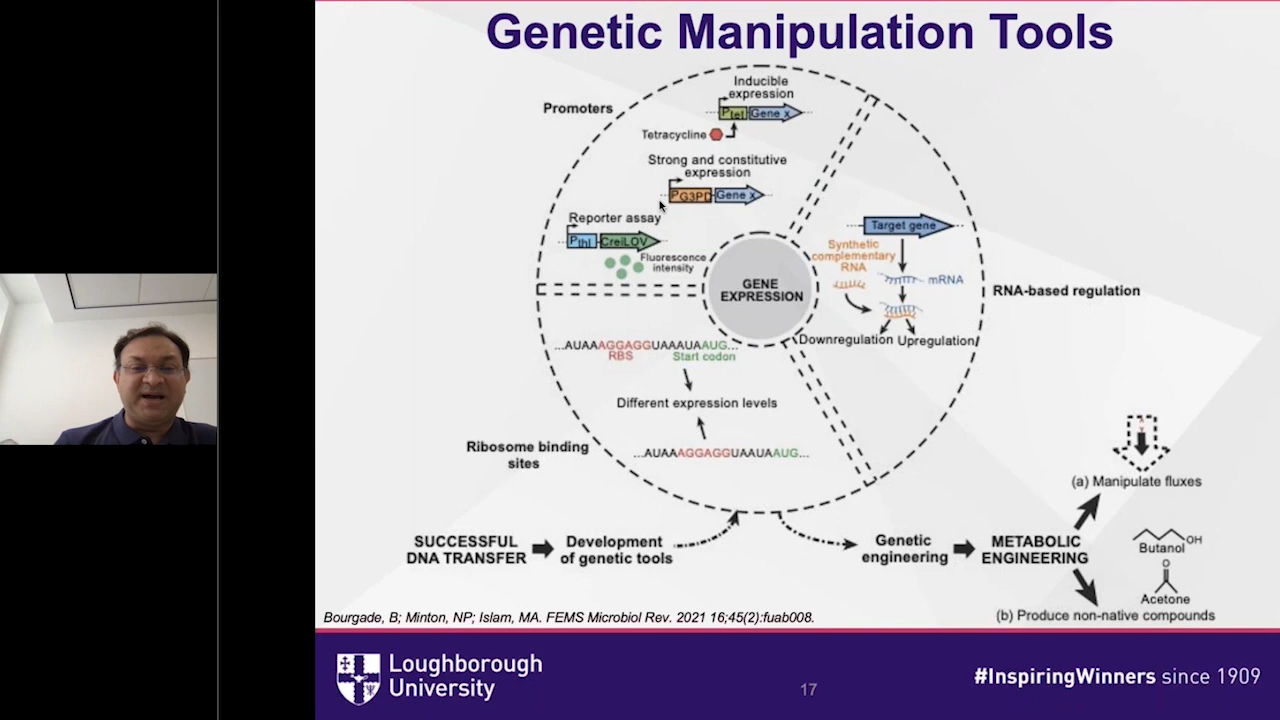 Genetic Manipulation Tools
Promoters
Inducible
expression
Ptet Gene x
Tetracycline
Strong and constitutive
expression
PG3PD Gene x
Reporter assay
Pthl CreiLOV
Fluorescence
intensity
GENE
EXPRESSION
Target gene
Synthetic
complementary
RNA
mRNA
Downregulation Upregulation
RNA-based regulation
...AUAAAGGAGGUAAAUAAUG...
RBS Start codon
Different expression levels
Ribosome binding
sites
...AUAAAGGAGGUAAUAAUG...
(a) Manipulate fluxes
SUCCESSFUL
DNA TRANSFER
Development
of genetic tools
Genetic
engineering
METABOLIC
ENGINEERING
OH
Butanol
O
Acetone
(b) Produce non-native compounds
Bourgade, B; Minton, NP; Islam, MA. FEMS Microbiol Rev. 2021 16;45(2):fuab008.
Loughborough
University
17
#InspiringWinners since 1909